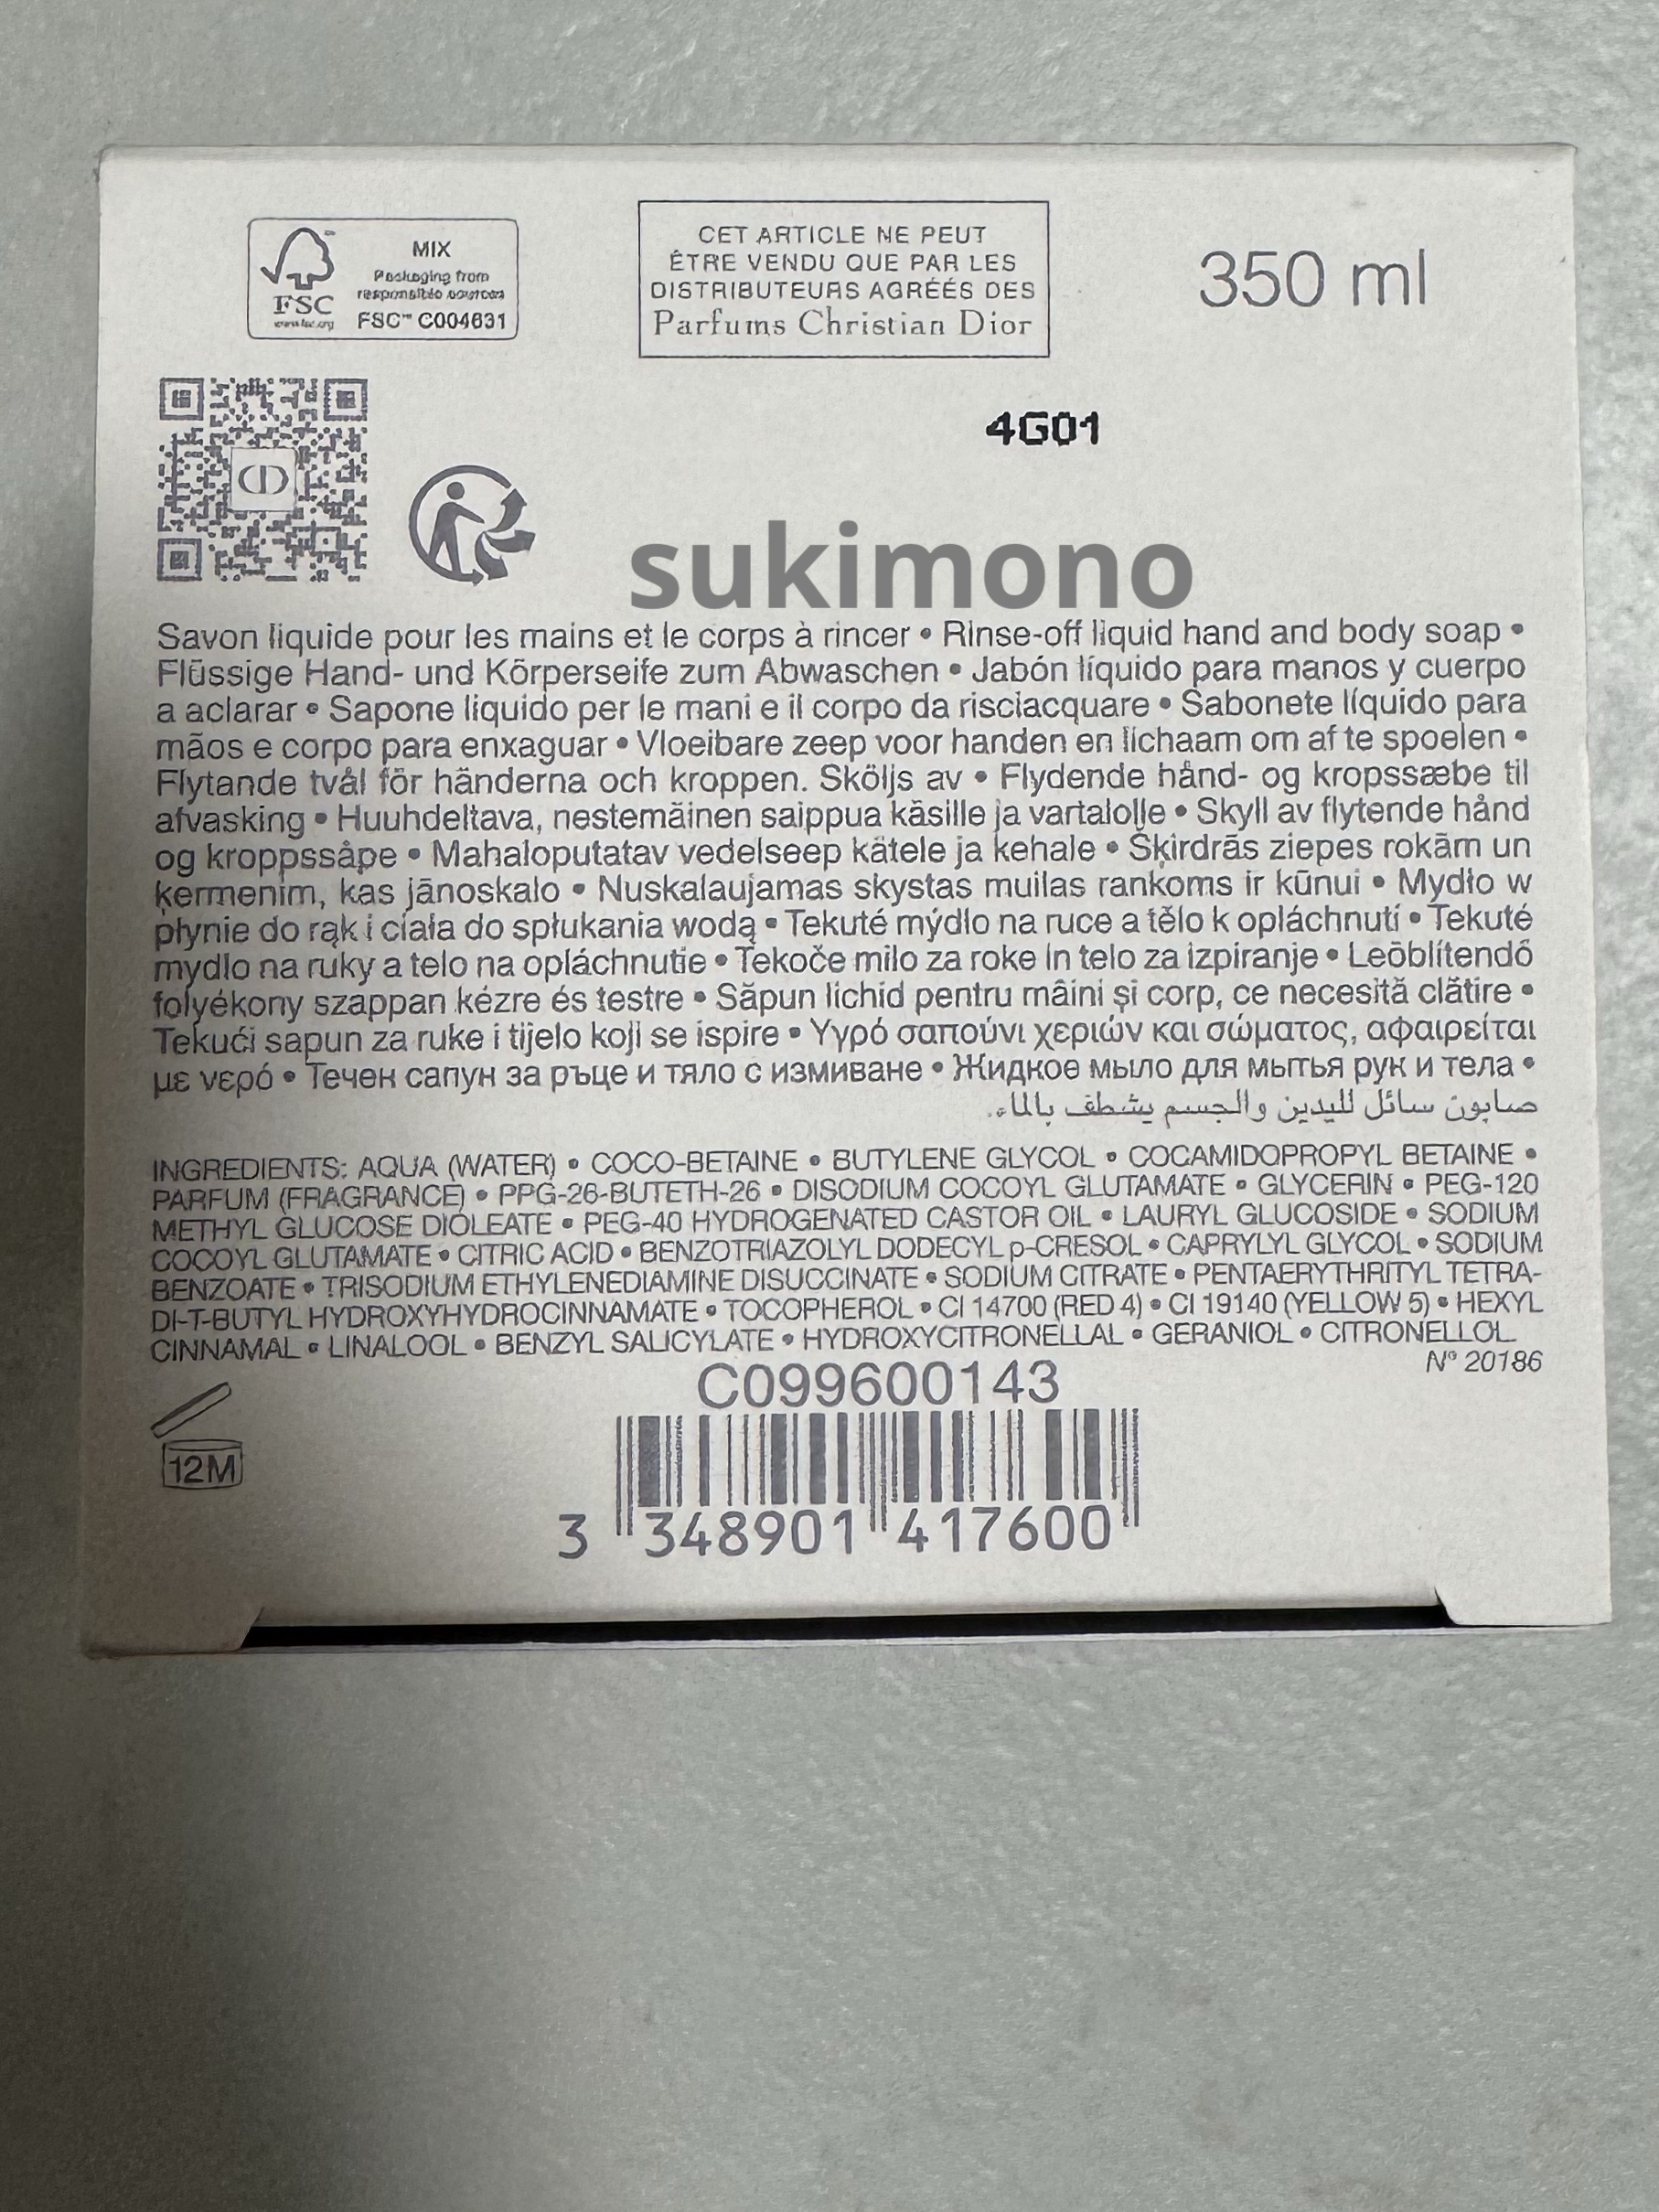 MIX
Packaging from
responsible sources
FSC™ C004631
FSC
www.fsc.org
CET ARTICLE NE PEUT
ÊTRE VENDU QUE PAR LES
DISTRIBUTEURS AGRÉÉS DES
Parfums Christian Dior
350 ml
4G01
CD
sukimono
Savon liquide pour les mains et le corps à rincer • Rinse-off liquid hand and body soap •
Flüssige Hand- und Körperseife zum Abwaschen • Jabón líquido para manos y cuerpo
a aclarar • Sapone liquido per le mani e il corpo da risciacquare • Sabonete líquido para
mãos e corpo para enxaguar • Vloeibare zeep voor handen en lichaam om af te spoelen •
Flytande tvål för händerna och kroppen. Sköljs av • Flydende hånd- og kropssæbe til
afvasking • Huuhdeltava, nestemäinen saippua käsille ja vartalolle • Skyll av flytende hånd
og kroppssåpe • Mahaloputatav vedelseep kätele ja kehale • Šķirdrās ziepes rokām un
ķermenim, kas jānoskalo • Nuskalaujamas skystas muilas rankoms ir kūnui • Mydło w
płynie do rąk i ciała do spłukania wodą • Tekuté mýdlo na ruce a tělo k opláchnutí • Tekuté
mydlo na ruky a telo na opláchnutie • Tekoče milo za roke in telo za izpiranje • Leöblítendő
folyékony szappan kézre és testre • Săpun lichid pentru mâini și corp, ce necesită clătire •
Tekući sapun za ruke i tijelo koji se ispire • Υγρό σαπούνι χεριών και σώματος, αφαιρείται
με νερό • Течен сапун за ръце и тяло с измиване • Жидкое мыло для мытья рук и тела •
صابون سائل لليدين والجسم يشطف بالماء.
INGREDIENTS: AQUA (WATER) • COCO-BETAINE • BUTYLENE GLYCOL • COCAMIDOPROPYL BETAINE •
PARFUM (FRAGRANCE) • PPG-26-BUTETH-26 • DISODIUM COCOYL GLUTAMATE • GLYCERIN • PEG-120
METHYL GLUCOSE DIOLEATE • PEG-40 HYDROGENATED CASTOR OIL • LAURYL GLUCOSIDE • SODIUM
COCOYL GLUTAMATE • CITRIC ACID • BENZOTRIAZOLYL DODECYL p-CRESOL • CAPRYLYL GLYCOL • SODIUM
BENZOATE • TRISODIUM ETHYLENEDIAMINE DISUCCINATE • SODIUM CITRATE • PENTAERYTHRITYL TETRA-
DI-T-BUTYL HYDROXYHYDROCINNAMATE • TOCOPHEROL • CI 14700 (RED 4) • CI 19140 (YELLOW 5) • HEXYL
CINNAMAL • LINALOOL • BENZYL SALICYLATE • HYDROXYCITRONELLAL • GERANIOL • CITRONELLOL
N° 20186
C099600143
12M
3 348901 417600